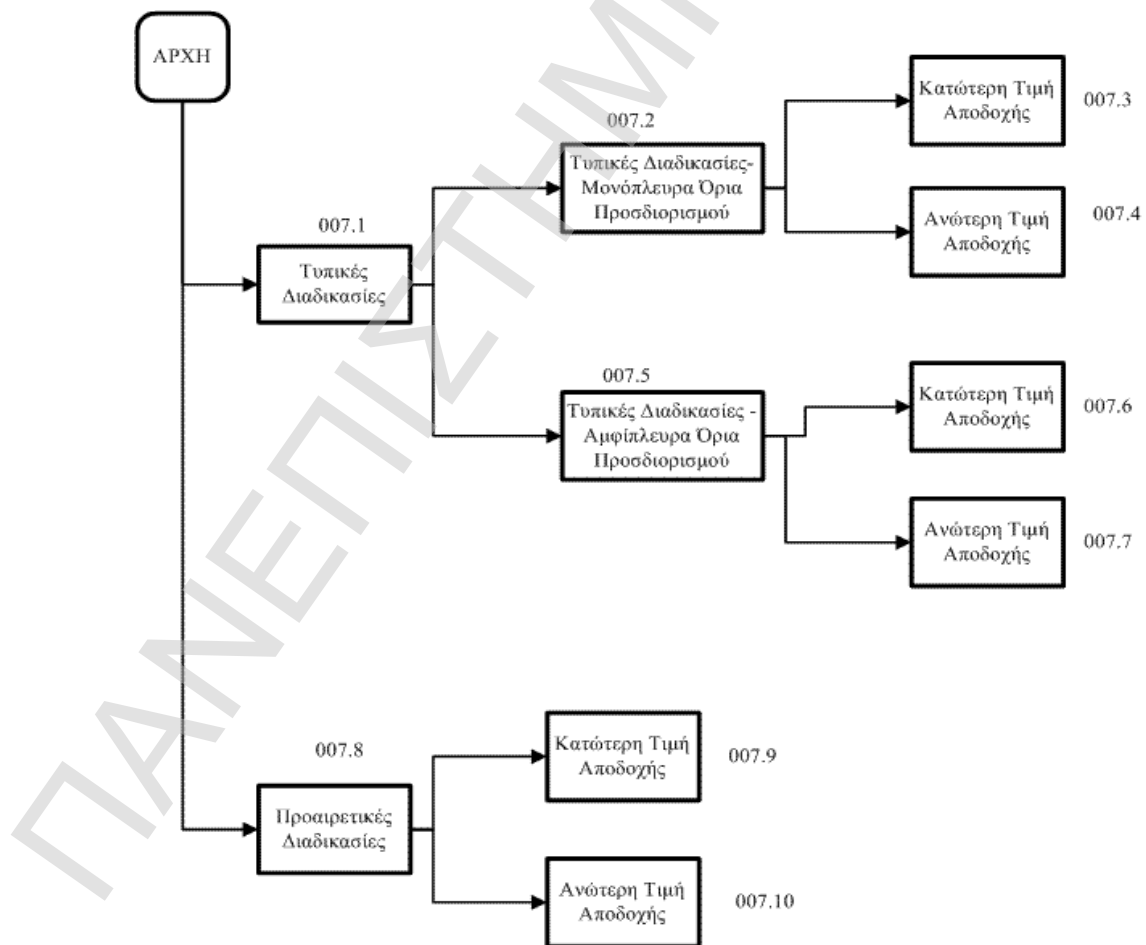 ΑΡΧΗ
007.1
Τυπικές
Διαδικασίες
007.2
Τυπικές Διαδικασίες-
Μονόπλευρα Όρια
Προσδιορισμού
Κατώτερη Τιμή
Αποδοχής
007.3
Ανώτερη Τιμή
Αποδοχής
007.4
007.5
Τυπικές Διαδικασίες -
Αμφίπλευρα Όρια
Προσδιορισμού
Κατώτερη Τιμή
Αποδοχής
007.6
Ανώτερη Τιμή
Αποδοχής
007.7
007.8
Προαιρετικές
Διαδικασίες
Κατώτερη Τιμή
Αποδοχής
007.9
Ανώτερη Τιμή
Αποδοχής
007.10
ΠΑΝΕΠΙΣΤΗΜ